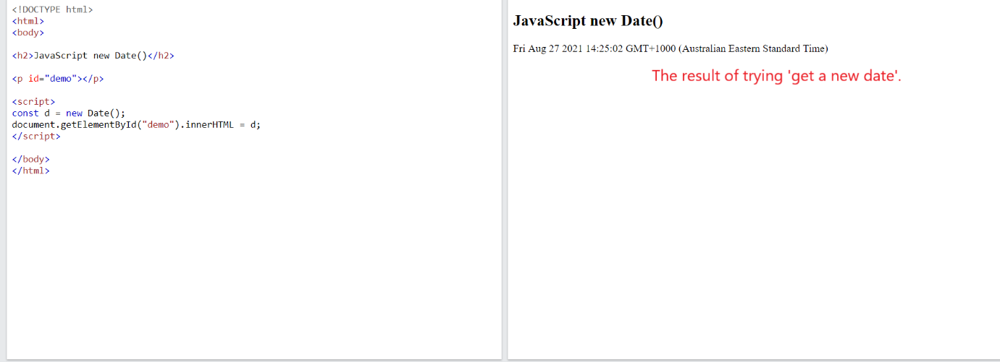 <!DOCTYPE html>
<html>
<body>
<h2>JavaScript new Date()</h2>
<p id="demo"></p>
<script>
const d = new Date();
document.getElementById("demo").innerHTML = d;
</script>
</body>
</html>
JavaScript new Date()
Fri Aug 27 2021 14:25:02 GMT+1000 (Australian Eastern Standard Time)
The result of trying 'get a new date'.